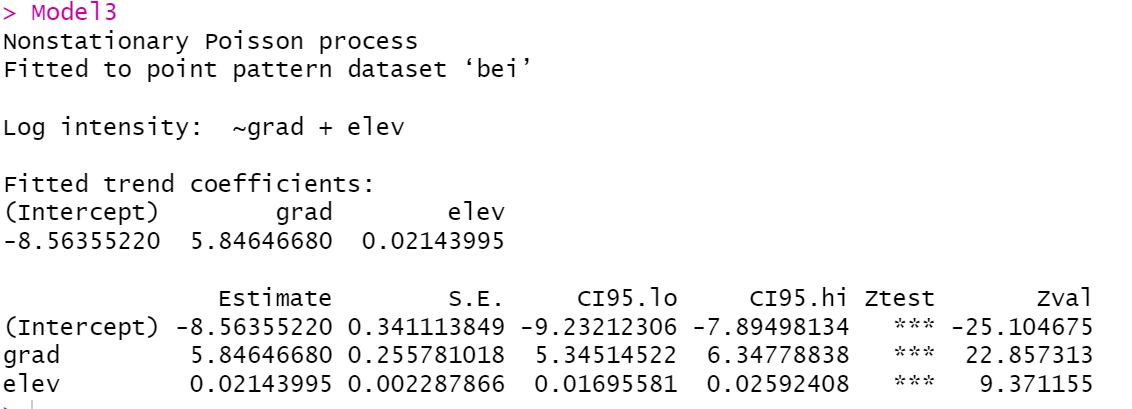 > Model3
Nonstationary Poisson process
Fitted to point pattern dataset ‘bei’
Log intensity:  ~grad + elev
Fitted trend coefficients:
(Intercept)        grad        elev
-8.56355220  5.84646680  0.02143995
               Estimate        S.E.     CI95.lo     CI95.hi Ztest       Zval
(Intercept) -8.56355220 0.341113849 -9.23212306 -7.89498134   *** -25.104675
grad         5.84646680 0.255781018  5.34514522  6.34778838   ***  22.857313
elev         0.02143995 0.002287866  0.01695581  0.02592408   ***   9.371155